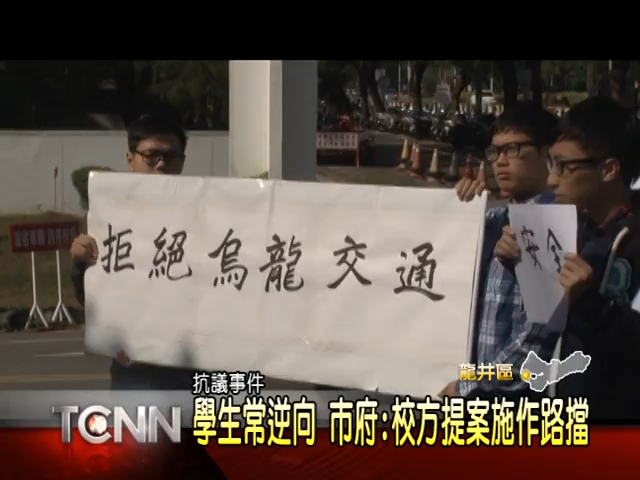 拒絕烏龍交通
安全
龍井區
抗議事件
TCNN
學生常逆向 市府:校方提案施作路擋